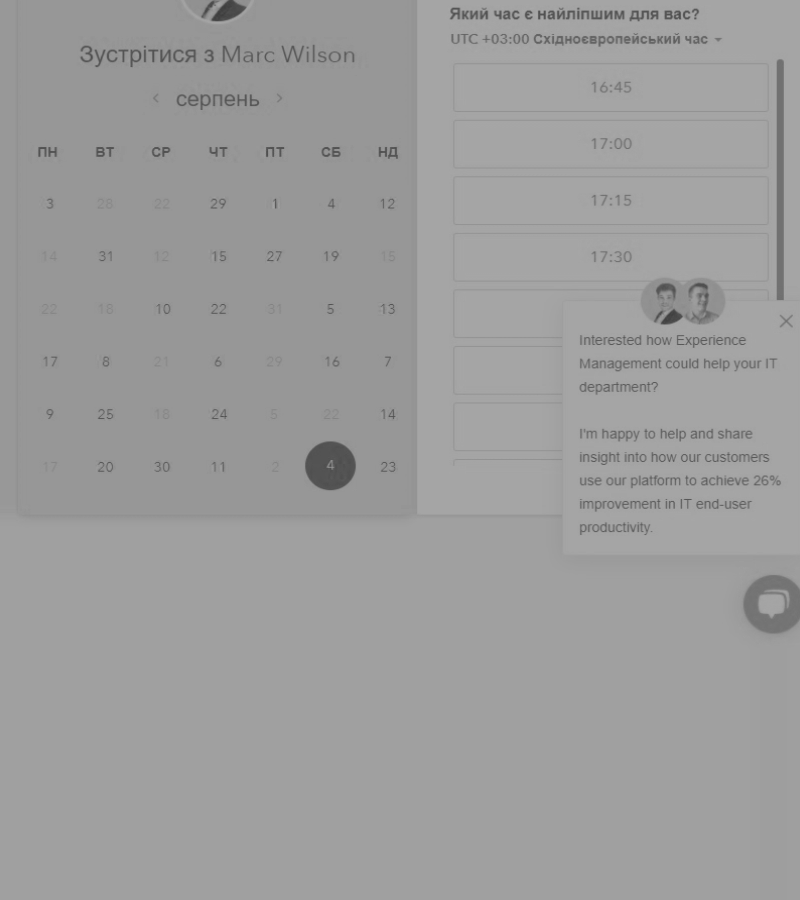 Зустрітися з Marc Wilson
серпень
ПН ВТ СР ЧТ ПТ СБ НД
3 28 22 29 1 4 12
14 31 12 15 27 19 15
22 18 10 22 31 5 13
17 8 21 6 29 16 7
9 25 18 24 5 22 14
17 20 30 11 2 4 23
Який час є найліпшим для вас?
UTC +03:00 Східноєвропейський час
16:45
17:00
17:15
17:30
Interested how Experience
Management could help your IT
department?
I'm happy to help and share
insight into how our customers
use our platform to achieve 26%
improvement in IT end-user
productivity.